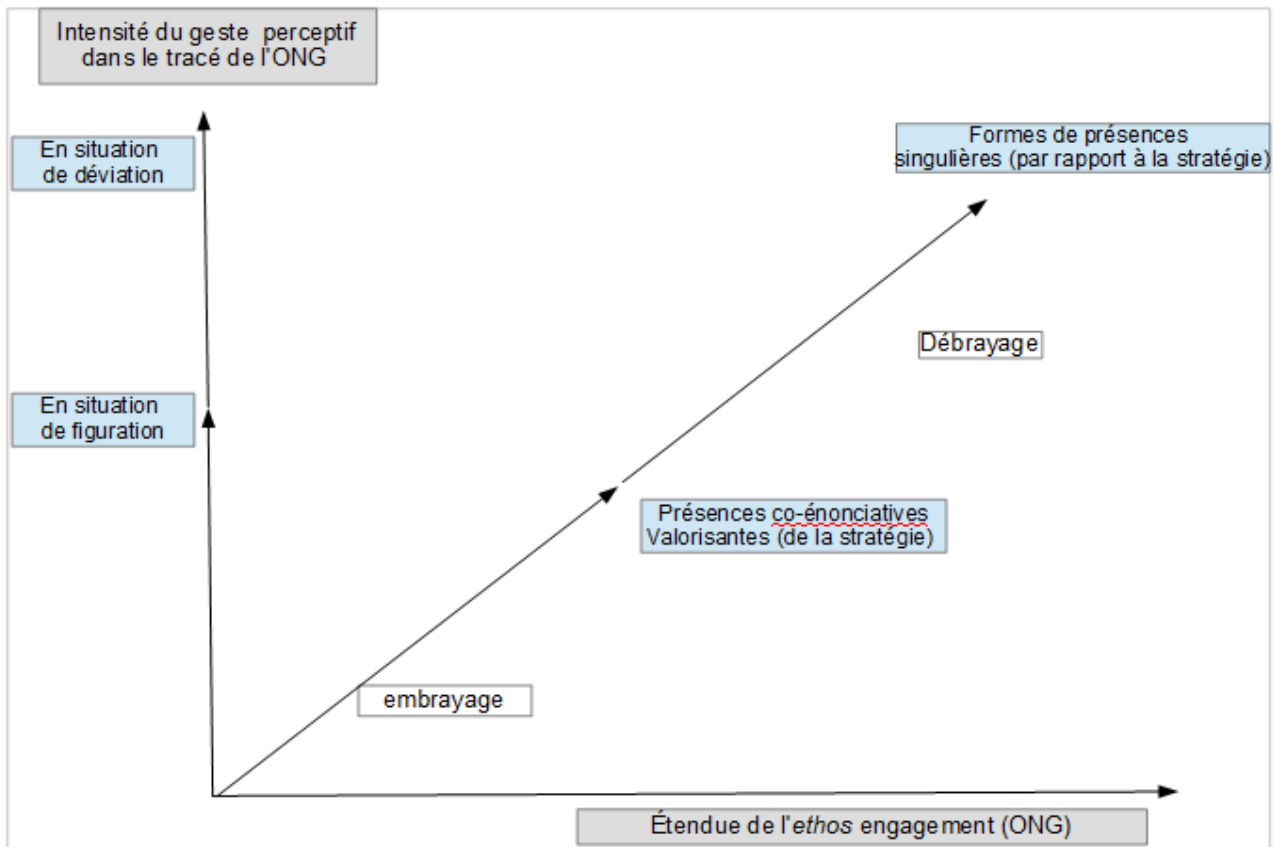 Intensité du geste perceptif
dans le tracé de l'ONG
En situation
de déviation
Formes de présences
singulières (par rapport à la stratégie)
Débrayage
En situation
de figuration
Présences co-énonciatives
Valorisantes (de la stratégie)
embrayage
Étendue de l'ethos engagement (ONG)